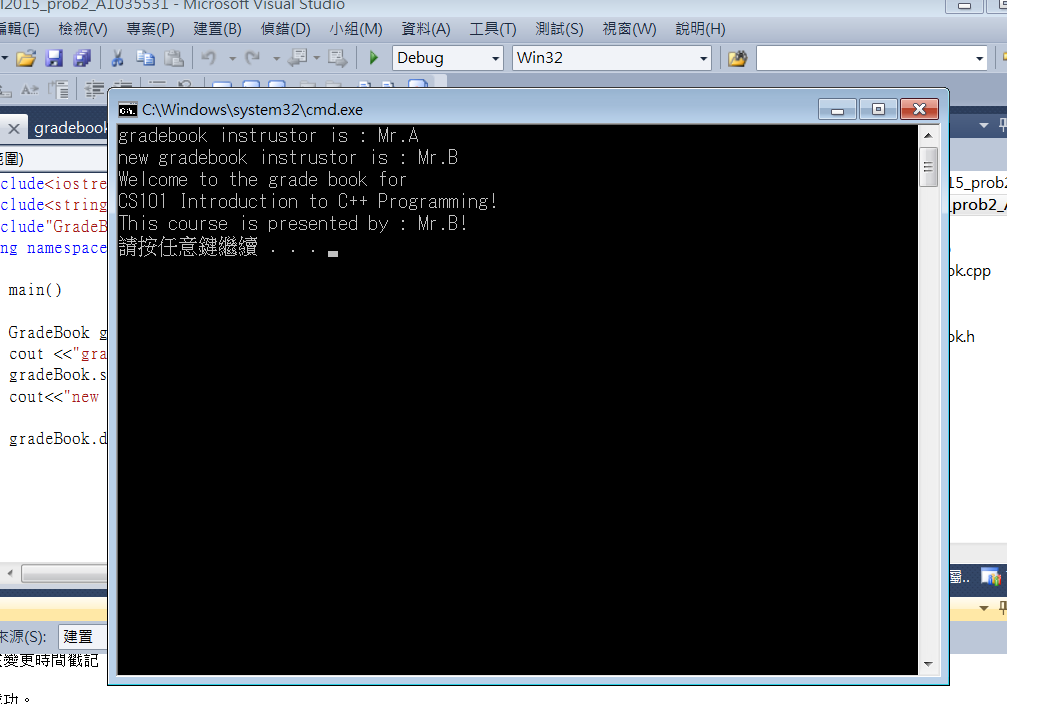 l2015_prob2_A1035531 - Microsoft Visual Studio
編輯(E) 檢視(V) 專案(P) 建置(B) 偵錯(D) 小組(M) 資料(A) 工具(T) 測試(S) 視窗(W) 說明(H)
Debug Win32
C:\Windows\system32\cmd.exe
gradebook
圍)
clude<iostre
clude<string
clude"GradeB
ng namespace
main()
GradeBook g
cout <<"gra
gradeBook.s
cout<<"new
gradeBook.d
gradebook instrustor is : Mr.A
new gradebook instrustor is : Mr.B
Welcome to the grade book for
CS101 Introduction to C++ Programming!
This course is presented by : Mr.B!
請按任意鍵繼續 . . .
15_prob2
_prob2_A
ok.cpp
ok.h
圖..
來源(S): 建置
變更時間戳記
成功。